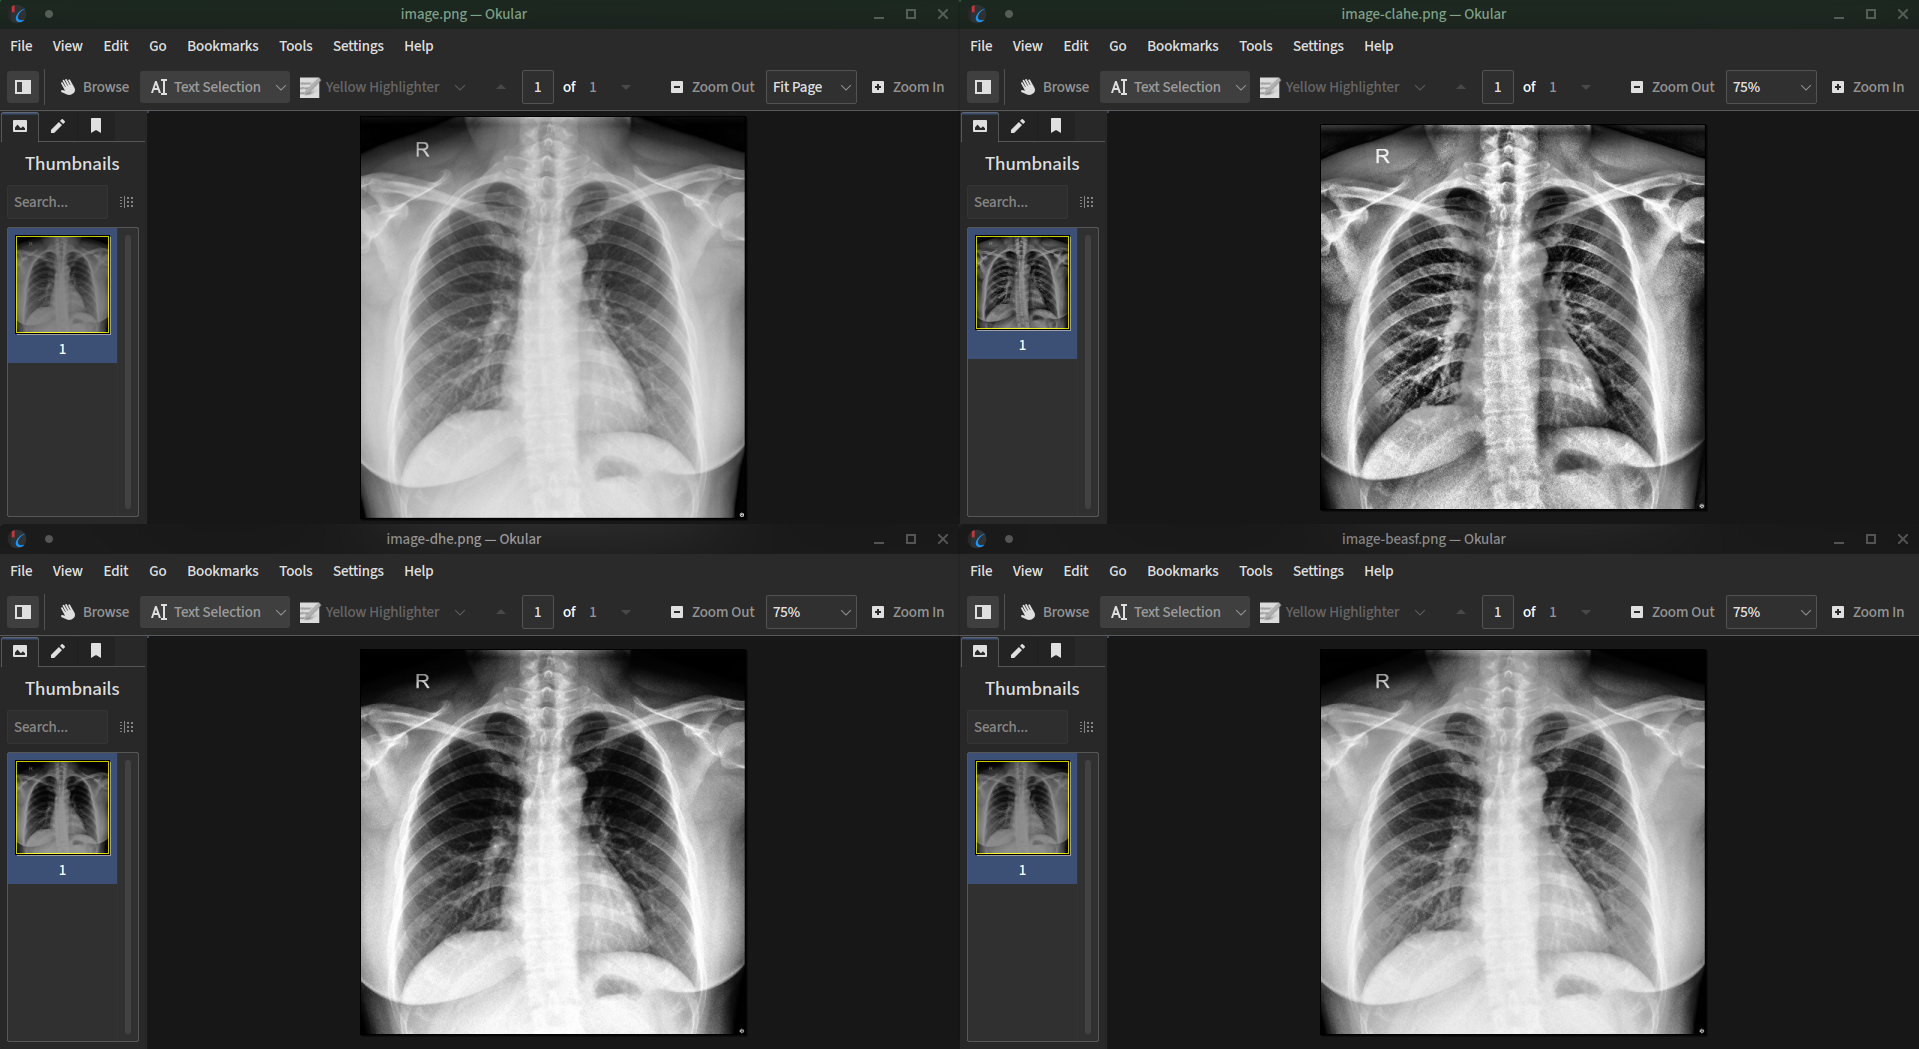 image.png — Okular
File View Edit Go Bookmarks Tools Settings Help
Browse Text Selection Yellow Highlighter 1 of 1 Zoom Out Fit Page Zoom In
Thumbnails
Search...
1
R
image-clahe.png — Okular
File View Edit Go Bookmarks Tools Settings Help
Browse Text Selection Yellow Highlighter 1 of 1 Zoom Out 75% Zoom In
Thumbnails
Search...
1
R
image-dhe.png — Okular
File View Edit Go Bookmarks Tools Settings Help
Browse Text Selection Yellow Highlighter 1 of 1 Zoom Out 75% Zoom In
Thumbnails
Search...
1
R
image-beasf.png — Okular
File View Edit Go Bookmarks Tools Settings Help
Browse Text Selection Yellow Highlighter 1 of 1 Zoom Out 75% Zoom In
Thumbnails
Search...
1
R